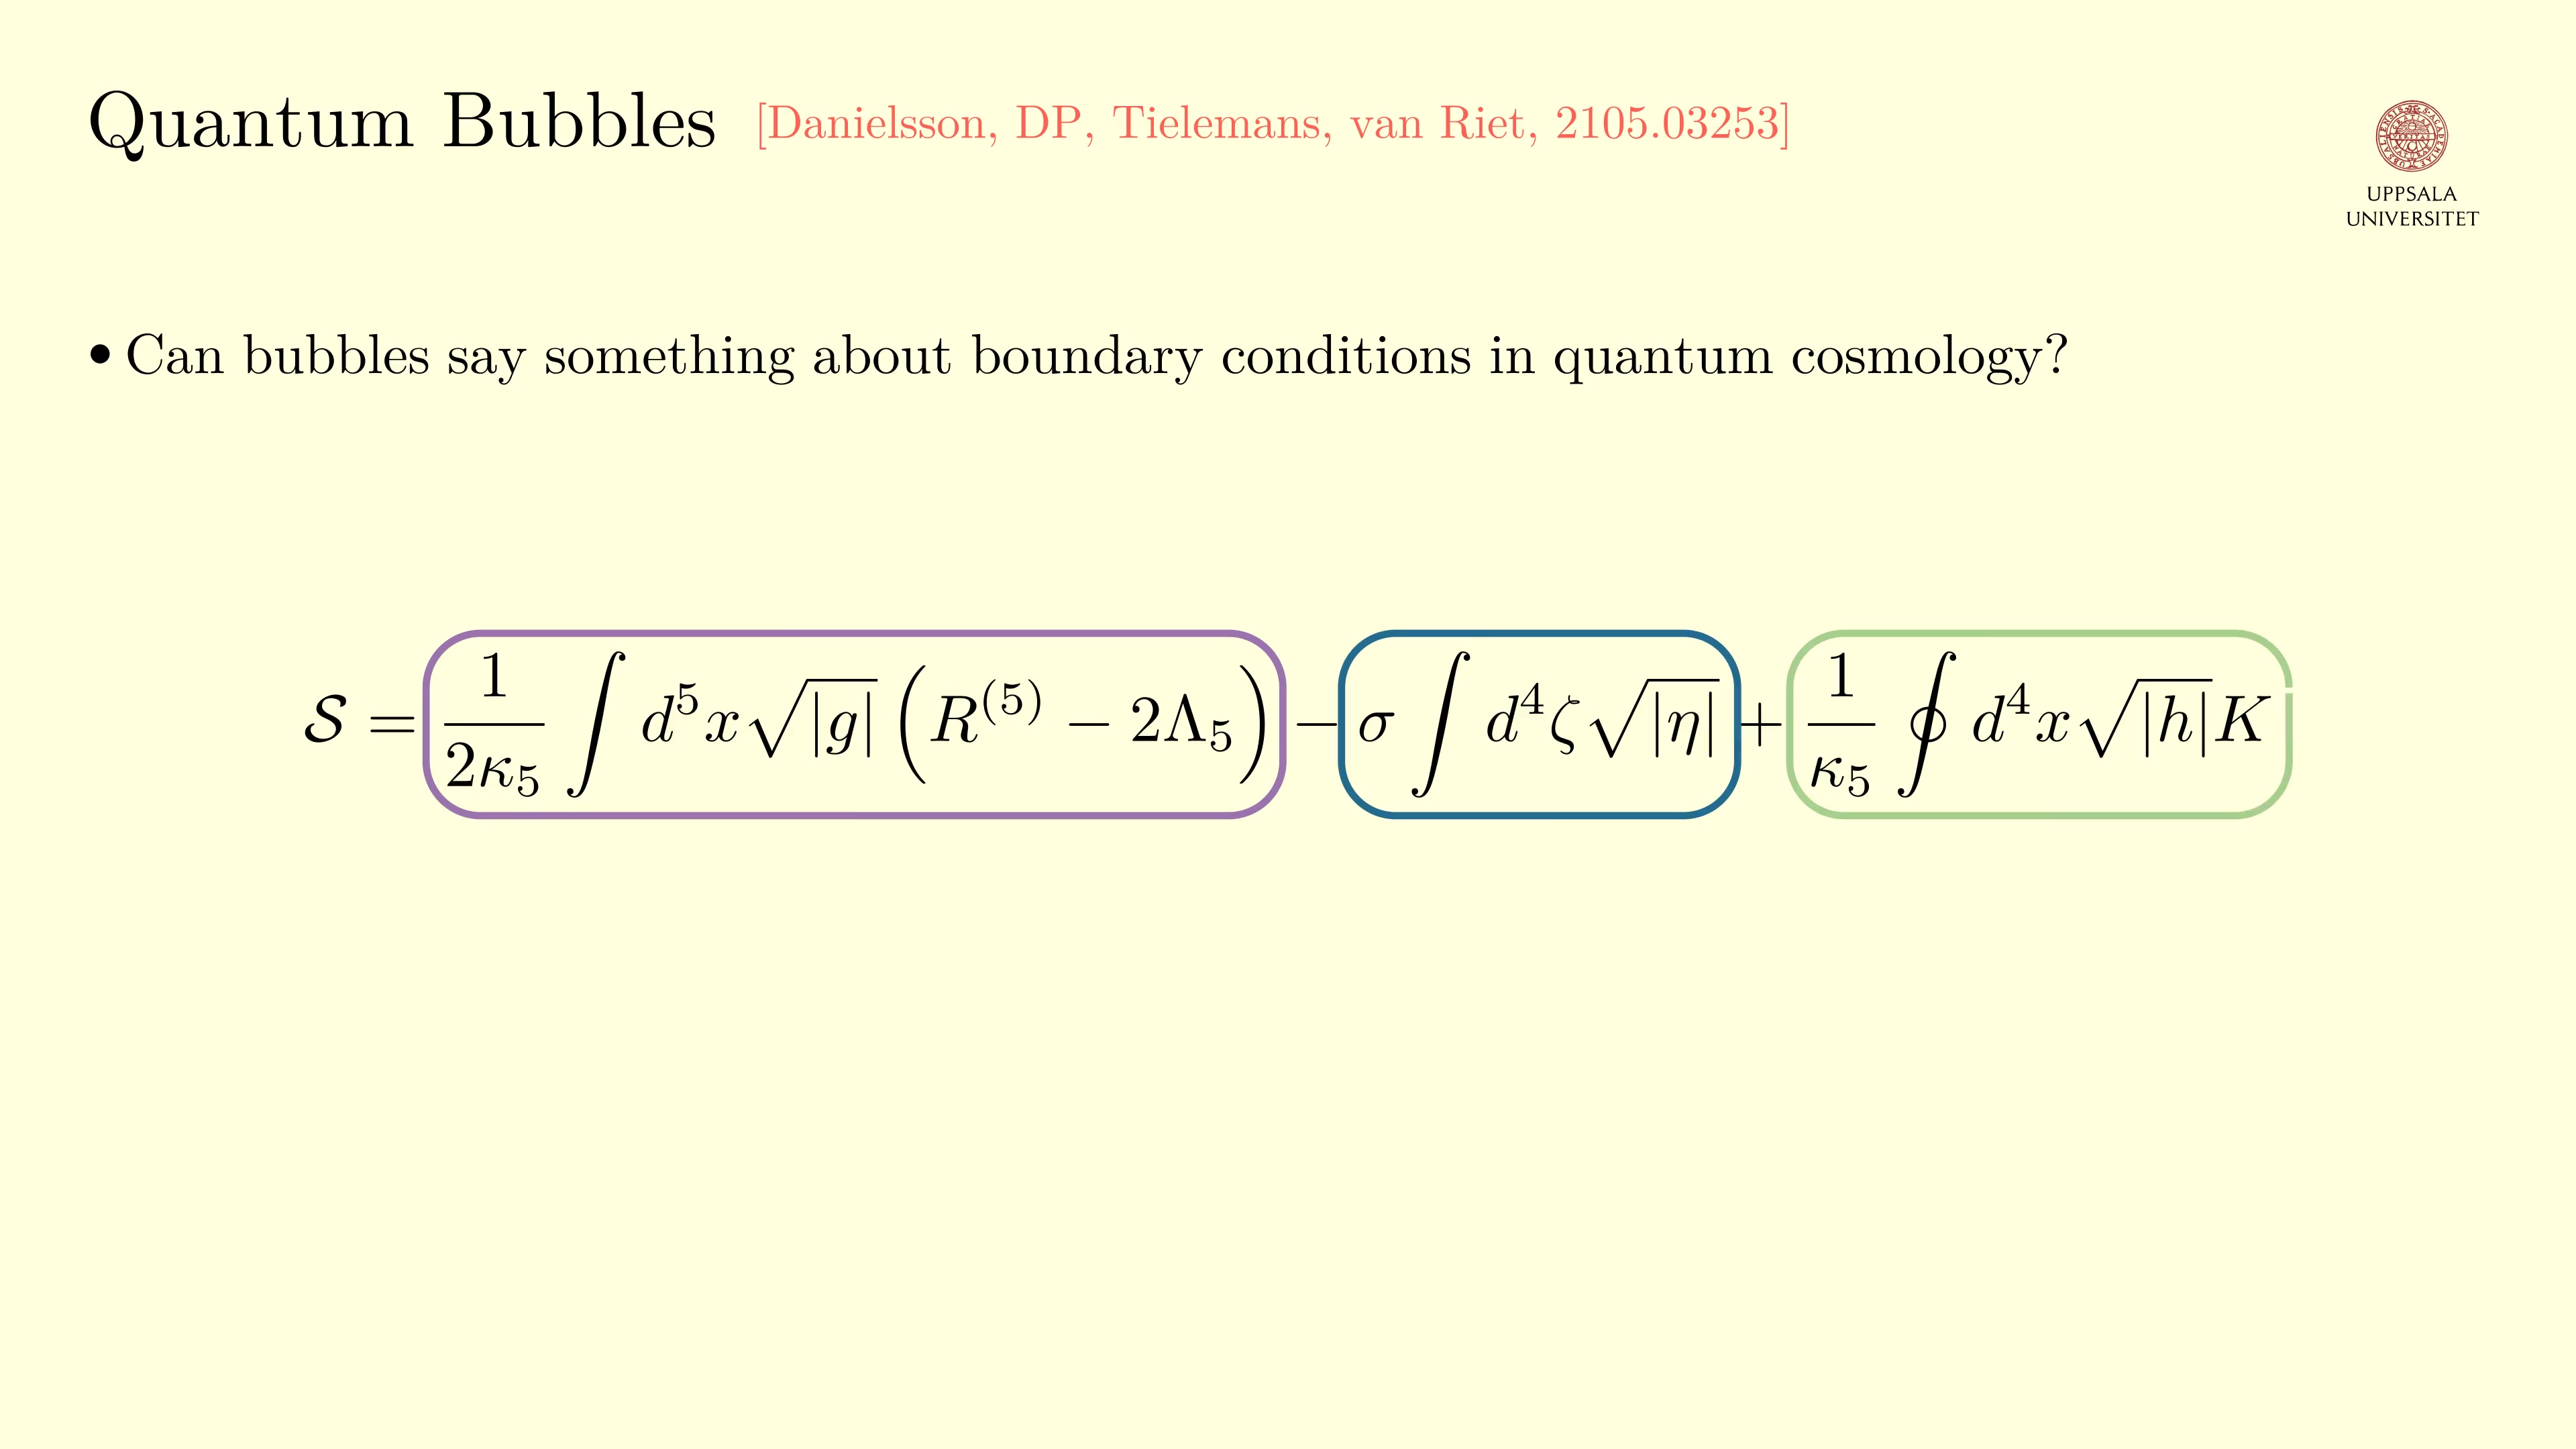 Quantum Bubbles [Danielsson, DP, Tielemans, van Riet, 2105.03253]
UPPSALA
UNIVERSITET
• Can bubbles say something about boundary conditions in quantum cosmology?
$\mathcal{S} = \frac{1}{2\kappa_5} \int d^5x \sqrt{|g|} \left( R^{(5)} - 2\Lambda_5 \right) - \sigma \int d^4\zeta \sqrt{|\eta|} + \frac{1}{\kappa_5} \oint d^4x \sqrt{|h|} K$